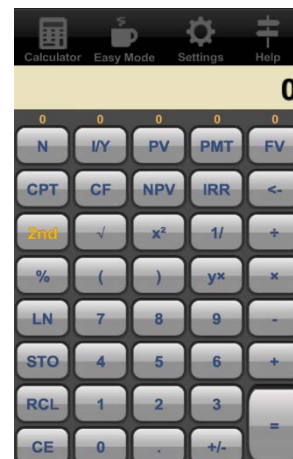 Calculator Easy Mode Settings Help
0
0 0 0 0 0
N I/Y PV PMT FV
CPT CF NPV IRR <-
2nd √ x² 1/ ÷
% ( ) y× ×
LN 7 8 9 -
STO 4 5 6 +
RCL 1 2 3
CE 0 . +/- =